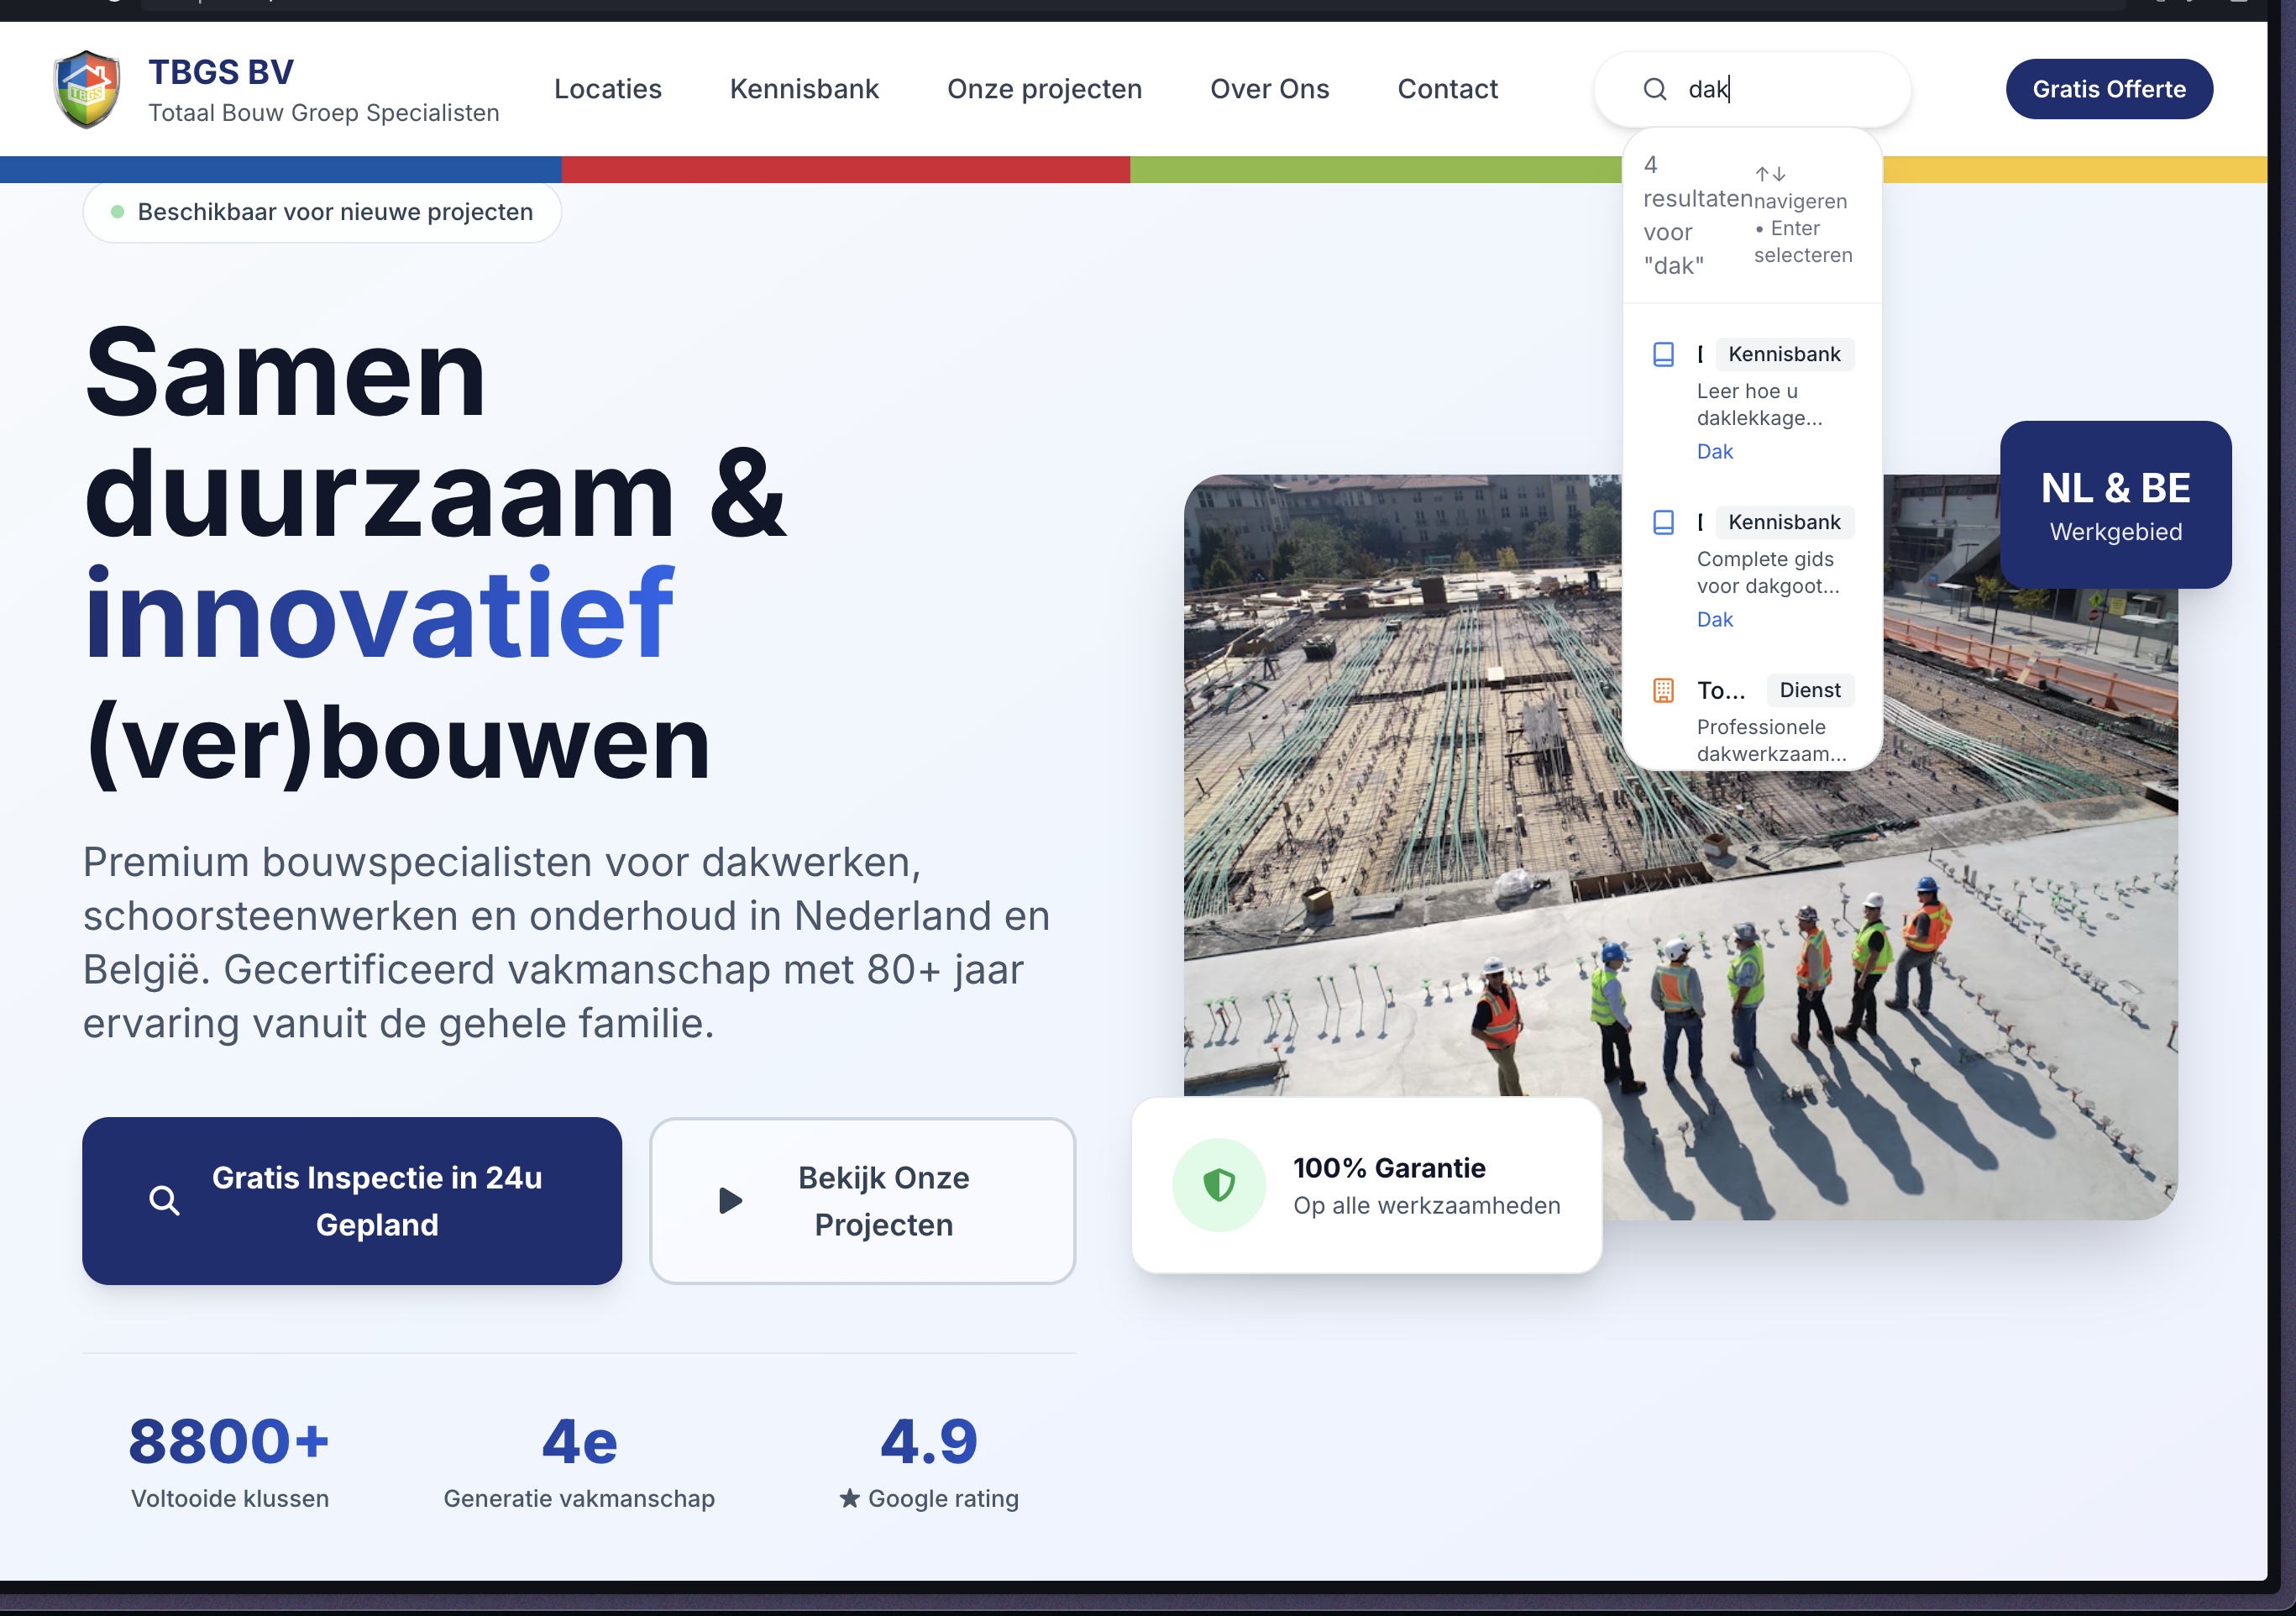 TBGS BV
Totaal Bouw Groep Specialisten
Locaties
Kennisbank
Onze projecten
Over Ons
Contact
dak
Gratis Offerte
4
resultaten
voor
"dak"
↑↓
navigeren
• Enter
selecteren
Kennisbank
Leer hoe u
daklekkage...
Dak
Kennisbank
Complete gids
voor dakgoot...
Dak
To... Dienst
Professionele
dakwerkzaam...
Beschikbaar voor nieuwe projecten
Samen
duurzaam &
innovatief
(ver)bouwen
Premium bouwspecialisten voor dakwerken,
schoorsteenwerken en onderhoud in Nederland en
België. Gecertificeerd vakmanschap met 80+ jaar
ervaring vanuit de gehele familie.
Gratis Inspectie in 24u
Gepland
Bekijk Onze
Projecten
NL & BE
Werkgebied
100% Garantie
Op alle werkzaamheden
8800+
Voltooide klussen
4e
Generatie vakmanschap
4.9
★ Google rating